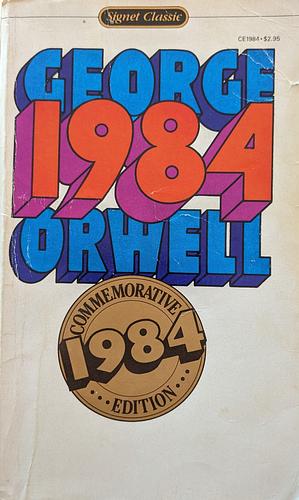 Signet Classic
CE1984•$2.95
GEORGE
1984
ORWELL
COMMEMORATIVE
1984
•••EDITION•••